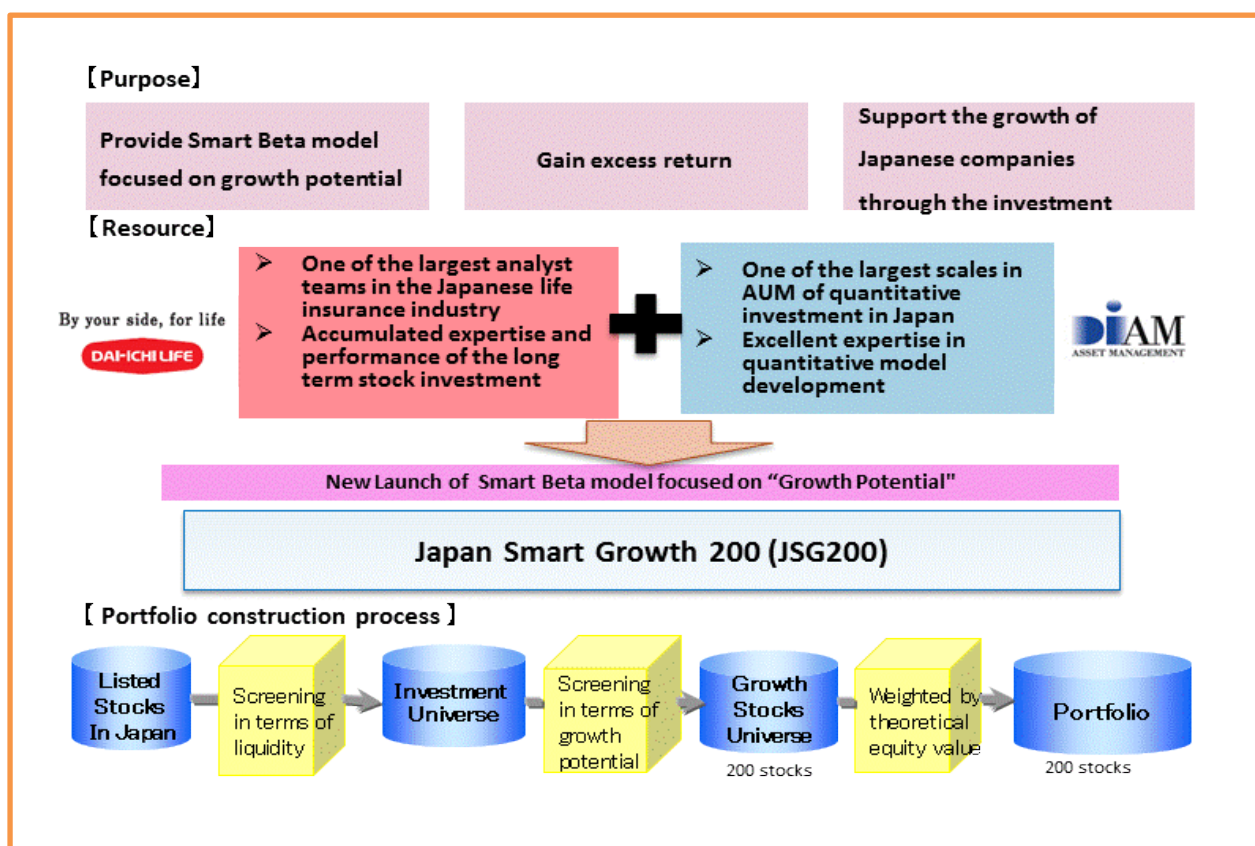 【Purpose】
Provide Smart Beta model
focused on growth potential
Gain excess return
Support the growth of
Japanese companies
through the investment
【Resource】
By your side, for life
DAI-ICHI LIFE
➢ One of the largest analyst
teams in the Japanese life
insurance industry
➢ Accumulated expertise and
performance of the long
term stock investment
➢ One of the largest scales in
AUM of quantitative
investment in Japan
➢ Excellent expertise in
quantitative model
development
DIAM
ASSET MANAGEMENT
New Launch of Smart Beta model focused on “Growth Potential"
Japan Smart Growth 200 (JSG200)
【 Portfolio construction process 】
Listed
Stocks
In Japan
Screening
in terms of
liquidity
Investment
Universe
Screening
in terms of
growth
potential
Growth
Stocks
Universe
200 stocks
Weighted by
theoretical
equity value
Portfolio
200 stocks